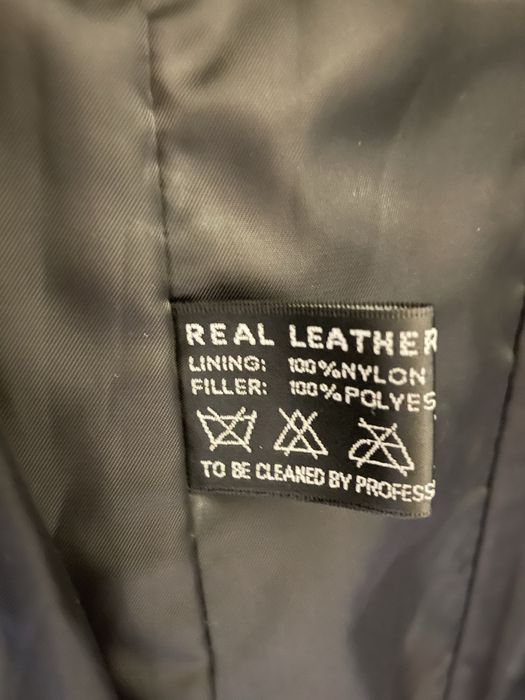 REAL LEATHER
LINING: 100%NYLON
FILLER: 100%POLYES
TO BE CLEANED BY PROFESS